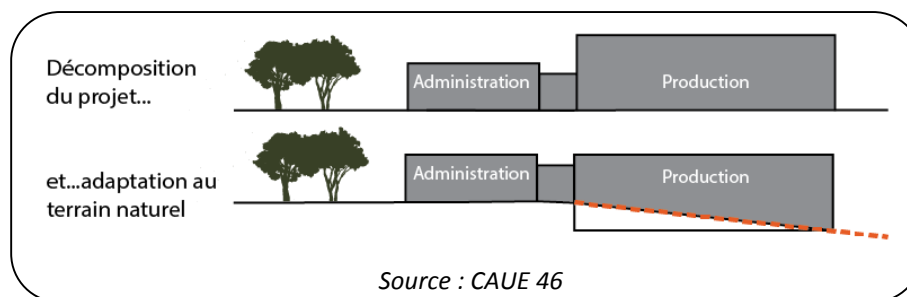 Décomposition
du projet...
Administration
Production
et...adaptation au
terrain naturel
Administration
Production
Source : CAUE 46